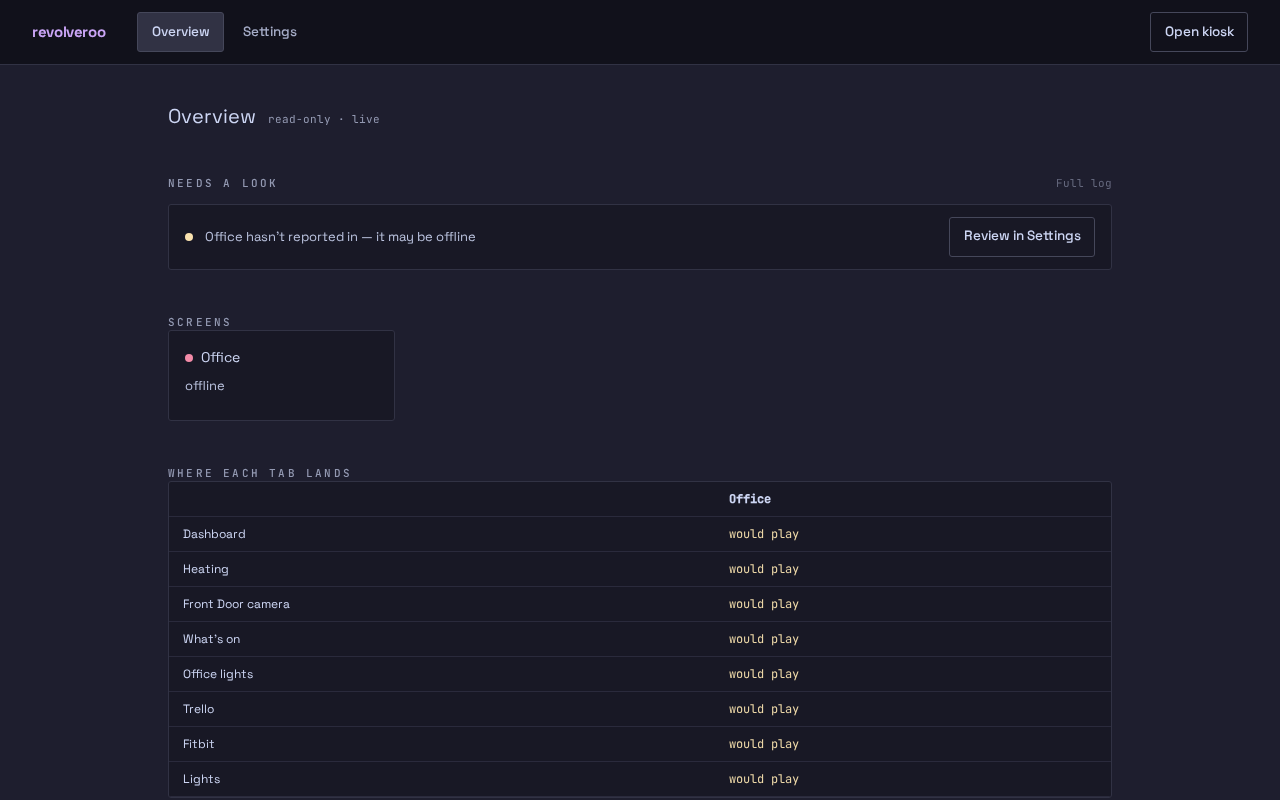 revolveroo Overview Settings Open kiosk
Overview read-only · live
NEEDS A LOOK Full log
Office hasn't reported in — it may be offline Review in Settings
SCREENS
Office
offline
WHERE EACH TAB LANDS
Office
Dashboard would play
Heating would play
Front Door camera would play
What's on would play
Office lights would play
Trello would play
Fitbit would play
Lights would play